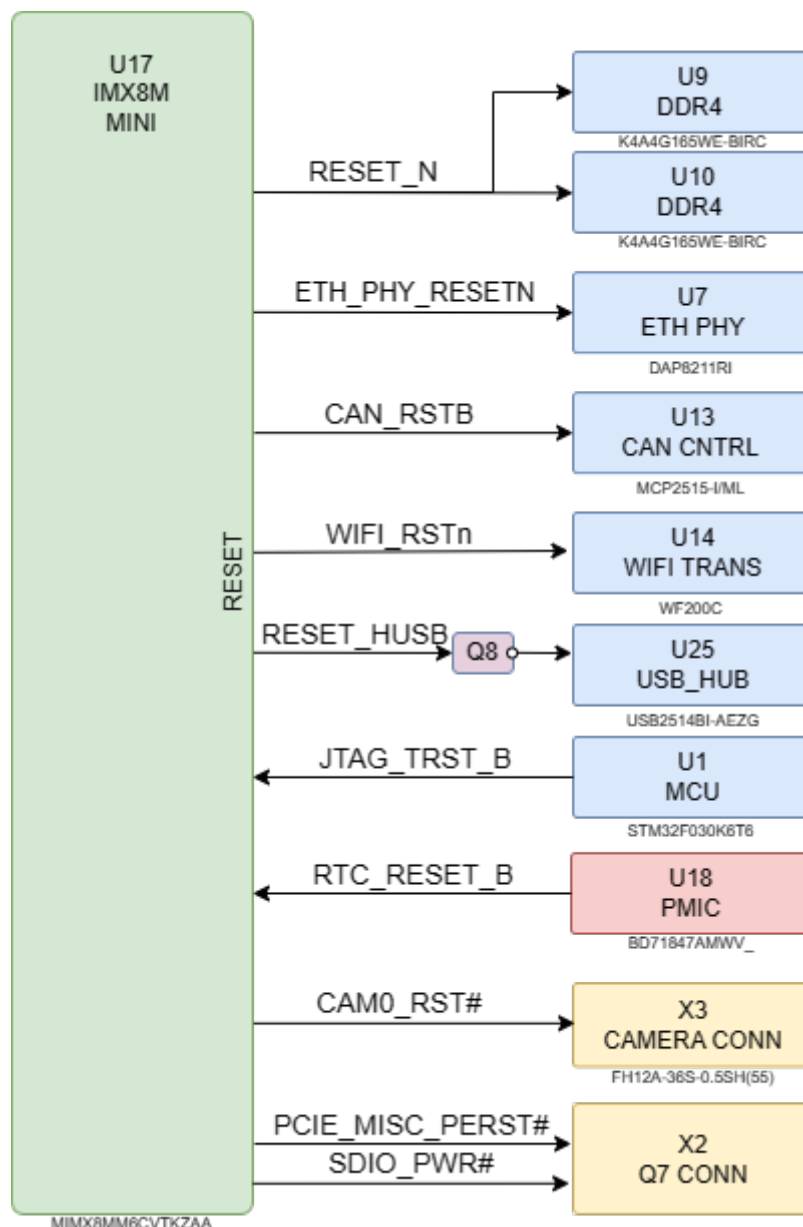 U17
IMX8M
MINI
U9
DDR4
K4A4G165WE-BIRC
RESET_N
U10
DDR4
K4A4G165WE-BIRC
ETH_PHY_RESETN
U7
ETH PHY
DAP8211RI
CAN_RSTB
U13
CAN CNTRL
MCP2515-I/ML
RESET
WIFI_RSTn
U14
WIFI TRANS
WF200C
RESET_HUSB
Q8
U25
USB_HUB
USB2514BI-AEZG
JTAG_TRST_B
U1
MCU
STM32F030K6T6
RTC_RESET_B
U18
PMIC
BD71847AMWV_
CAM0_RST#
X3
CAMERA CONN
FH12A-36S-0.5SH(55)
PCIE_MISC_PERST#
SDIO_PWR#
X2
Q7 CONN
MIMX8MM6CVTKZAA